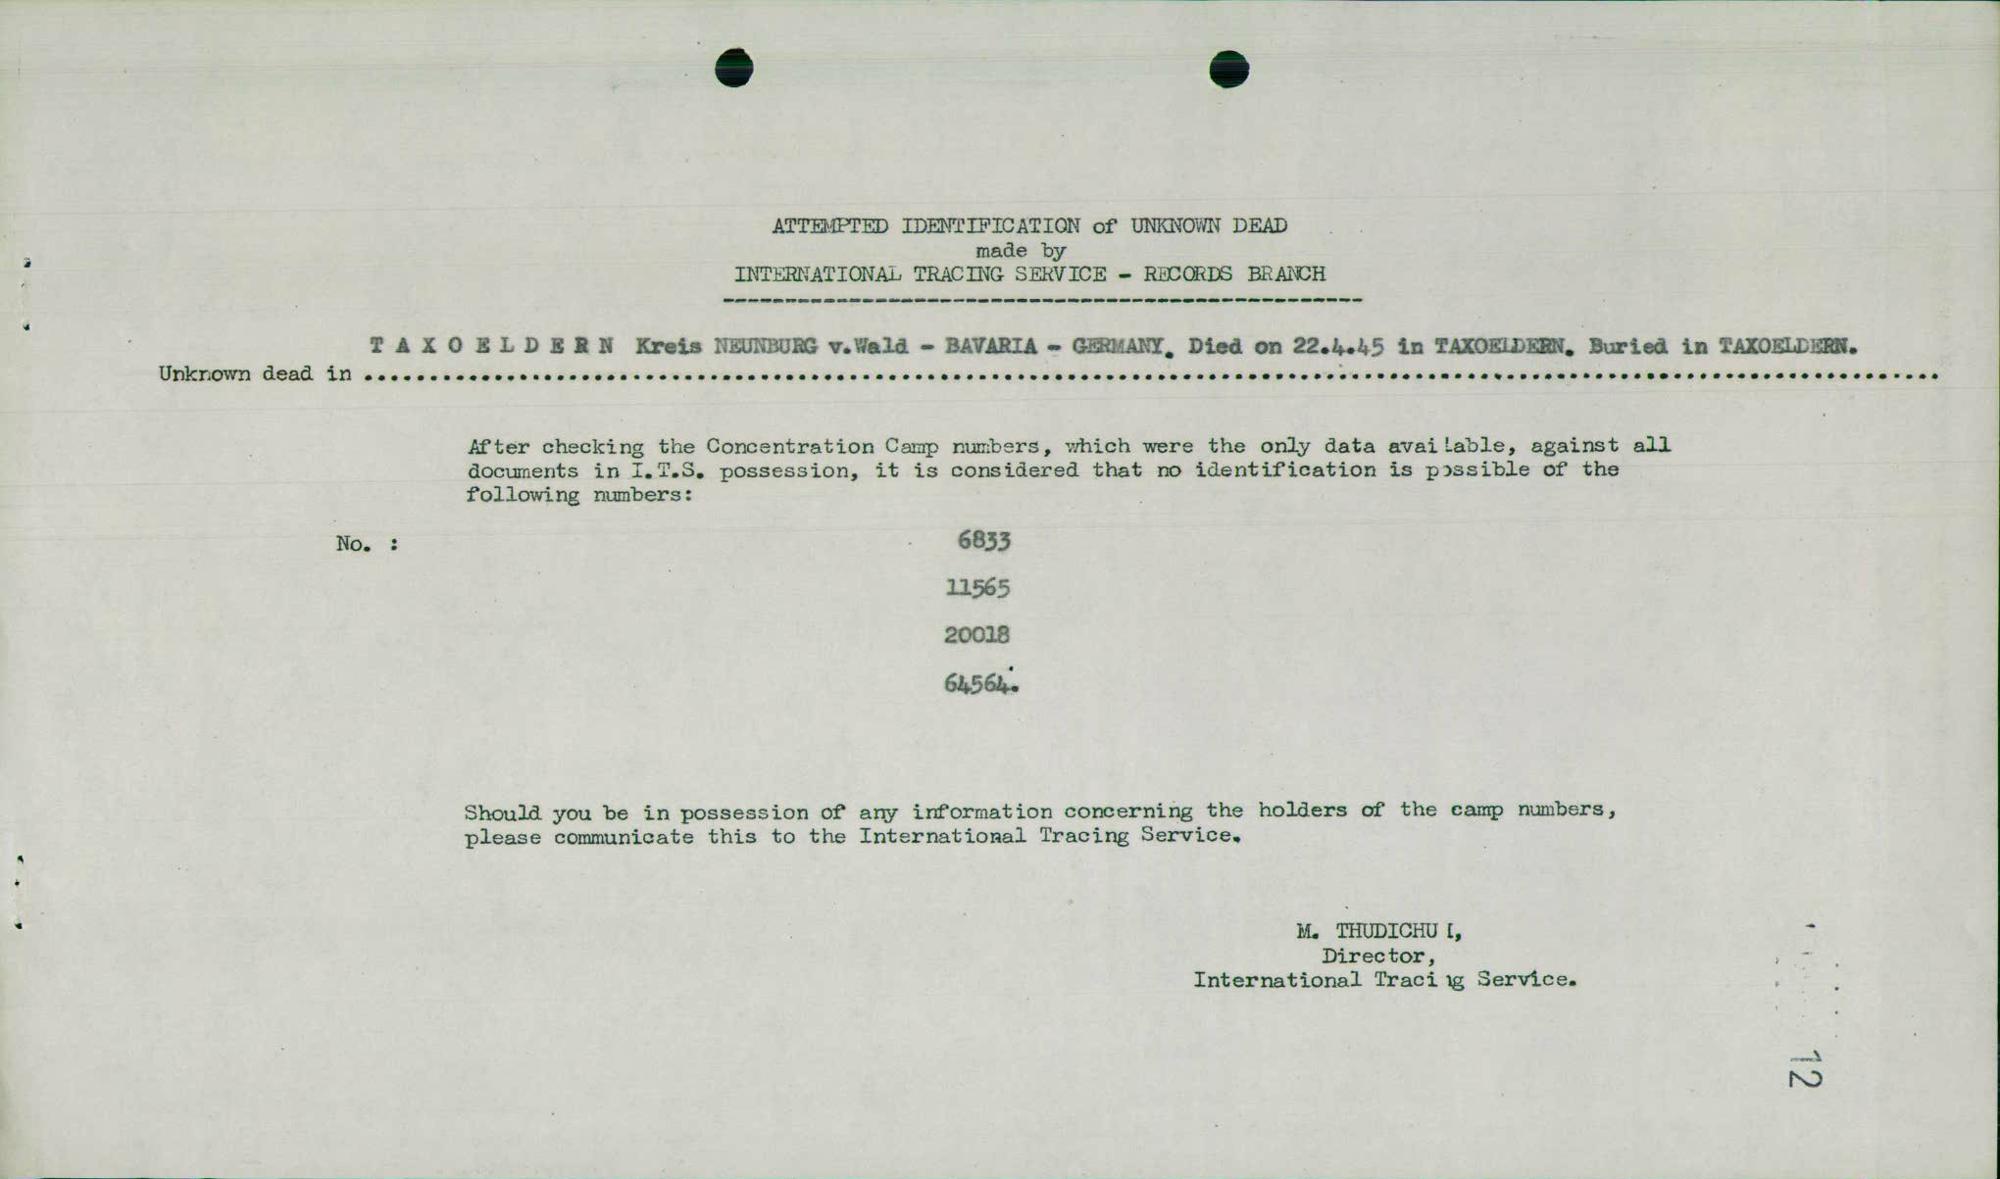 ATTEMPTED IDENTIFICATION of UNKNOWN DEAD
made by
INTERNATIONAL TRACING SERVICE - RECORDS BRANCH
T A X O E L D E R N Kreis NEUNBURG v.Wald - BAVARIA - GERMANY. Died on 22.4.45 in TAXOELDERN. Buried in TAXOELDERN.
Unknown dead in ........................................................................
After checking the Concentration Camp numbers, which were the only data available, against all
documents in I.T.S. possession, it is considered that no identification is possible of the
following numbers:
No. : 6833
11565
20018
64564.
Should you be in possession of any information concerning the holders of the camp numbers,
please communicate this to the International Tracing Service.
M. THUDICHUM,
Director,
International Tracing Service.
12